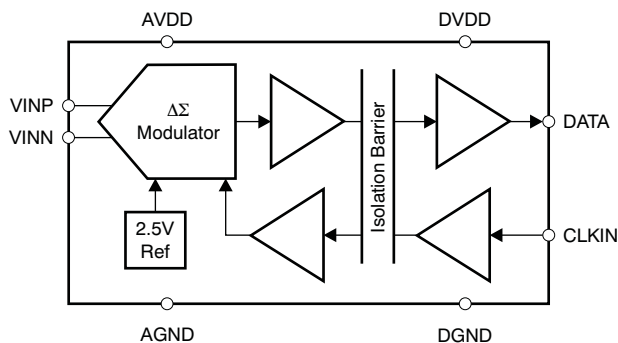 AVDD
DVDD
VINP
VINN
ΔΣ
Modulator
2.5V
Ref
Isolation Barrier
DATA
CLKIN
AGND
DGND